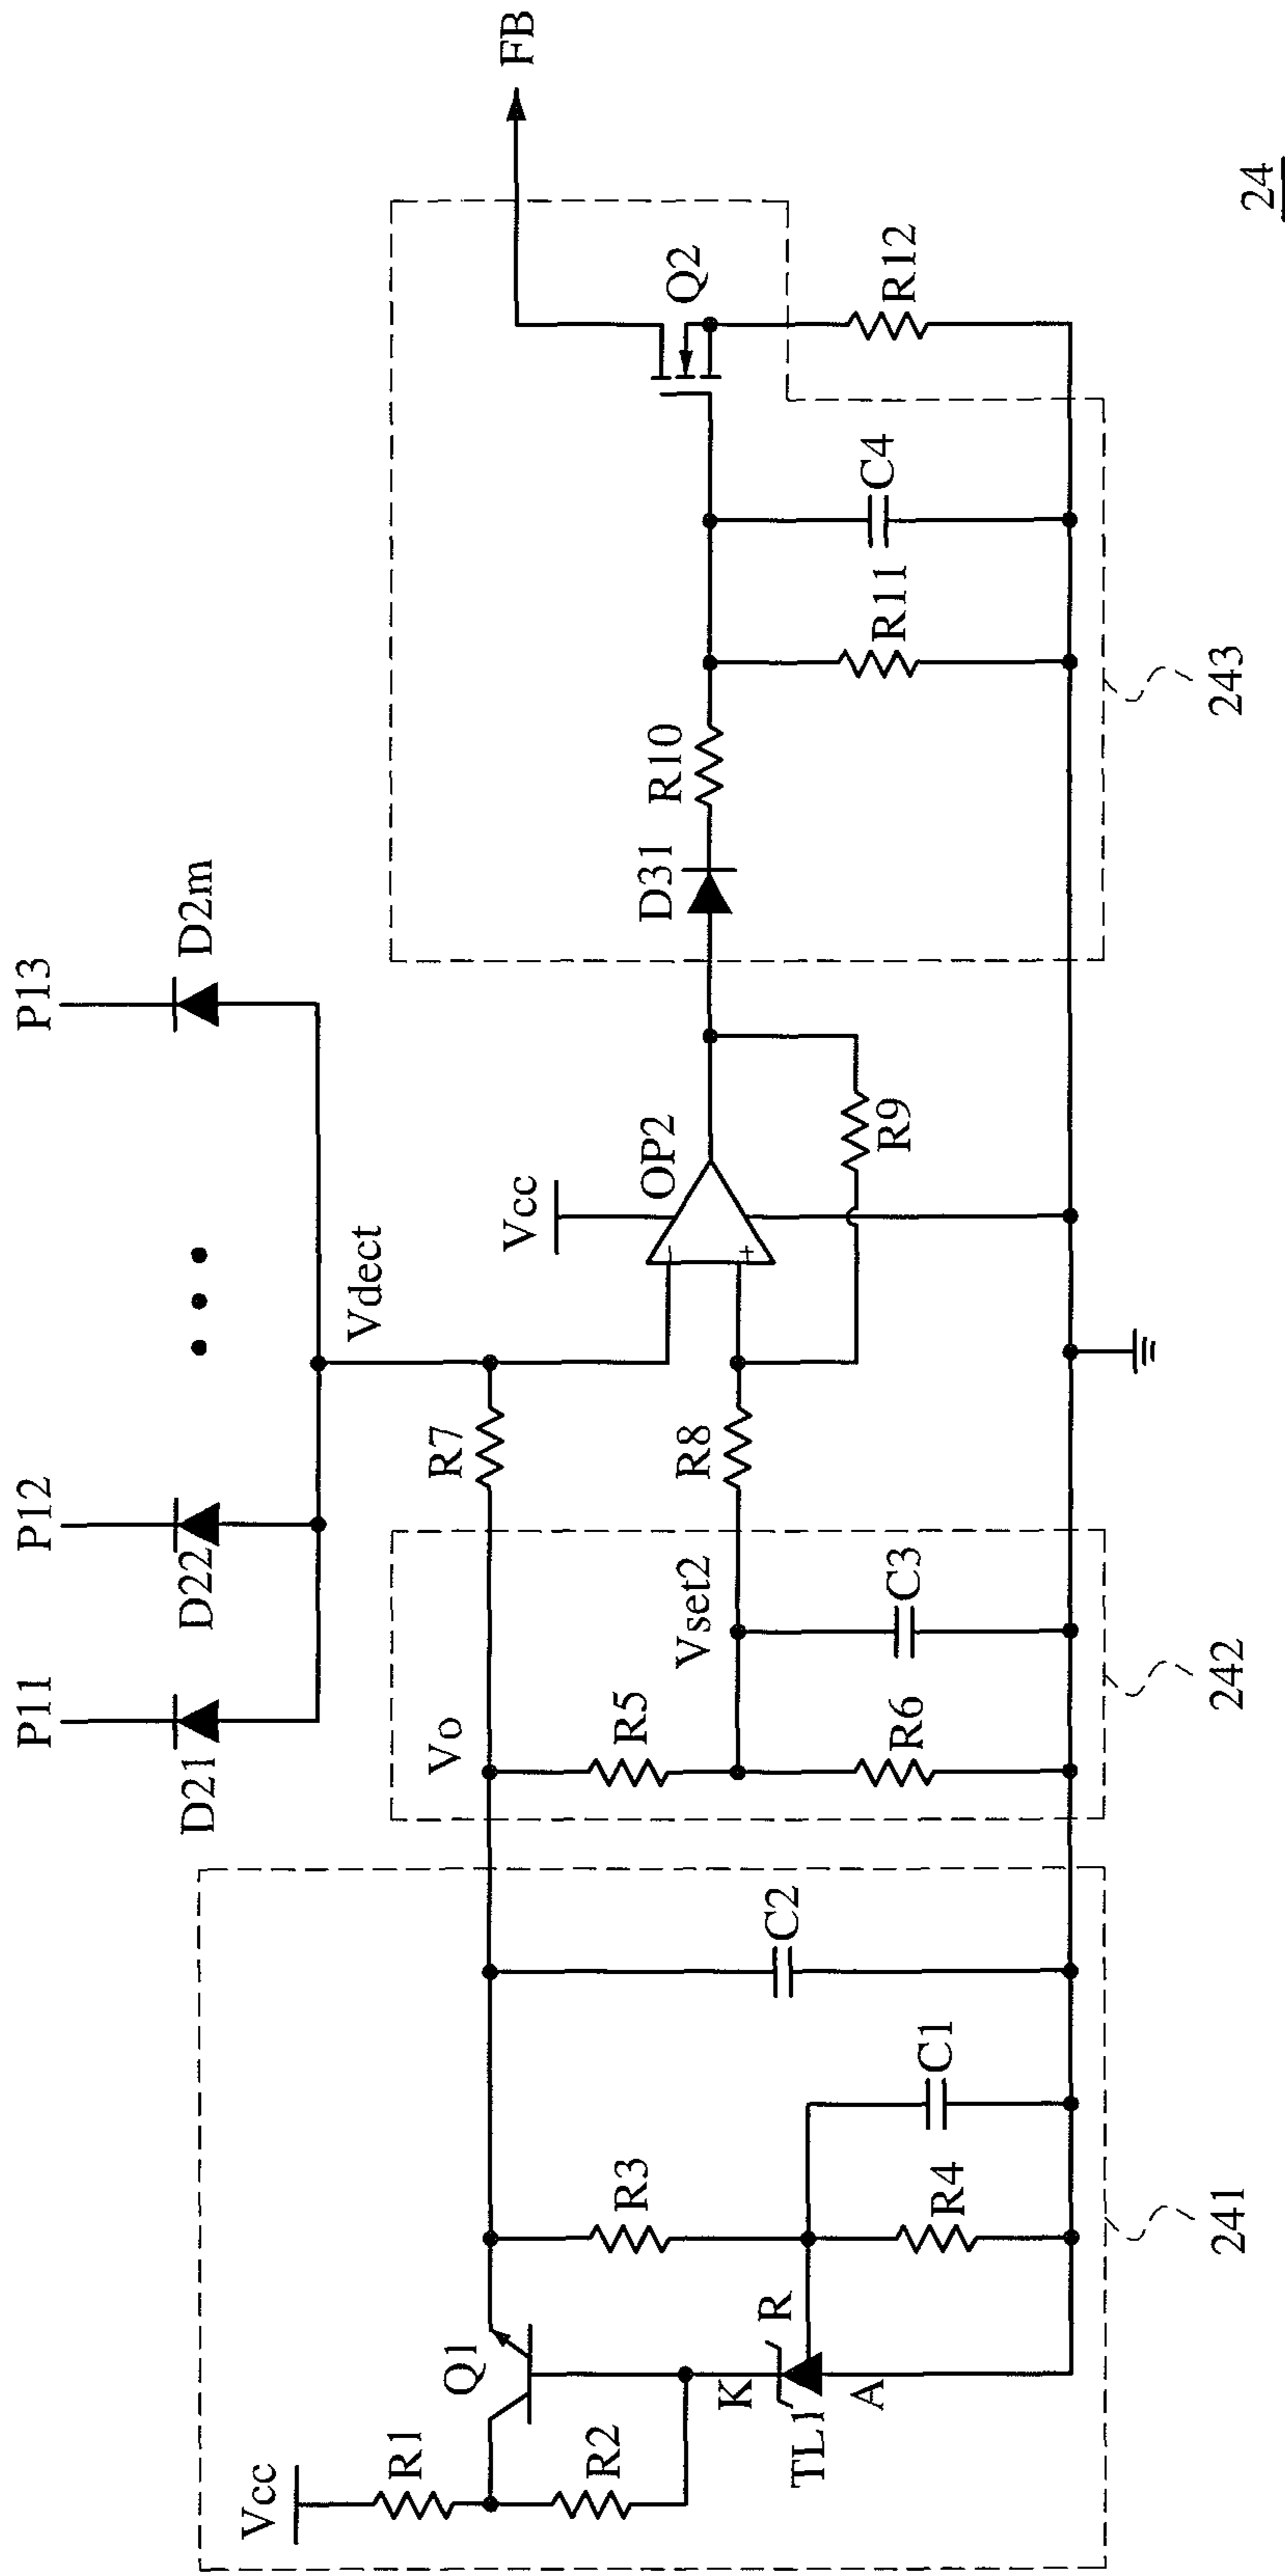 P11
P12
P13
D21
D22
• • •
D2m
Vdect
Vcc
R1
Q1
R2
K
R
TL1
A
R3
R4
C1
C2
Vo
R5
R6
Vset2
C3
R7
R8
Vcc
OP2
-
+
R9
D31
R10
R11
C4
Q2
R12
FB
241
242
243
24